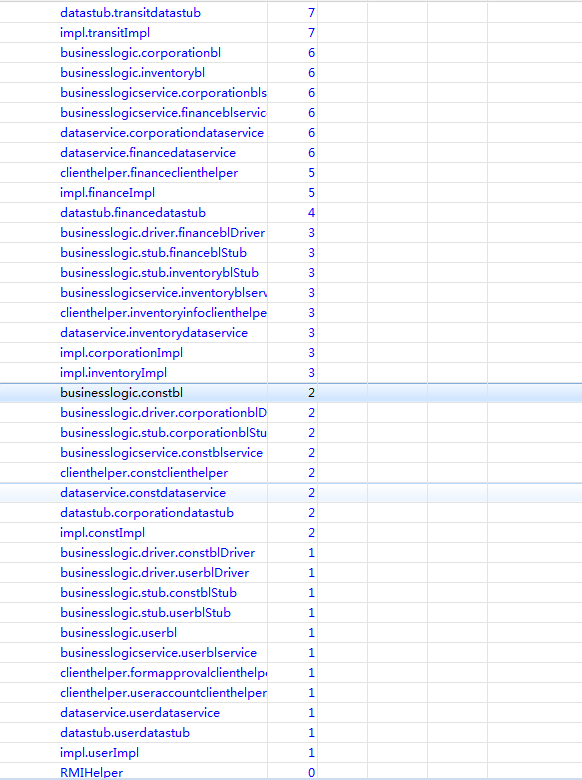 datastub.transitdatastub 7
impl.transitImpl 7
businesslogic.corporationbl 6
businesslogic.inventorybl 6
businesslogicservice.corporationbls 6
businesslogicservice.financeblservic 6
dataservice.corporationdataservice 6
dataservice.financedataservice 6
clienthelper.financeclienthelper 5
impl.financeImpl 5
datastub.financedatastub 4
businesslogic.driver.financeblDriver 3
businesslogic.stub.financeblStub 3
businesslogic.stub.inventoryblStub 3
businesslogicservice.inventoryblserv 3
clienthelper.inventoryinfoclienthelpe 3
dataservice.inventorydataservice 3
impl.corporationImpl 3
impl.inventoryImpl 3
businesslogic.constbl 2
businesslogic.driver.corporationblD 2
businesslogic.stub.corporationblStu 2
businesslogicservice.constblservice 2
clienthelper.constclienthelper 2
dataservice.constdataservice 2
datastub.corporationdatastub 2
impl.constImpl 2
businesslogic.driver.constblDriver 1
businesslogic.driver.userblDriver 1
businesslogic.stub.constblStub 1
businesslogic.stub.userblStub 1
businesslogic.userbl 1
businesslogicservice.userblservice 1
clienthelper.formapprovalclienthelpe 1
clienthelper.useraccountclienthelper 1
dataservice.userdataservice 1
datastub.userdatastub 1
impl.userImpl 1
RMIHelper 0